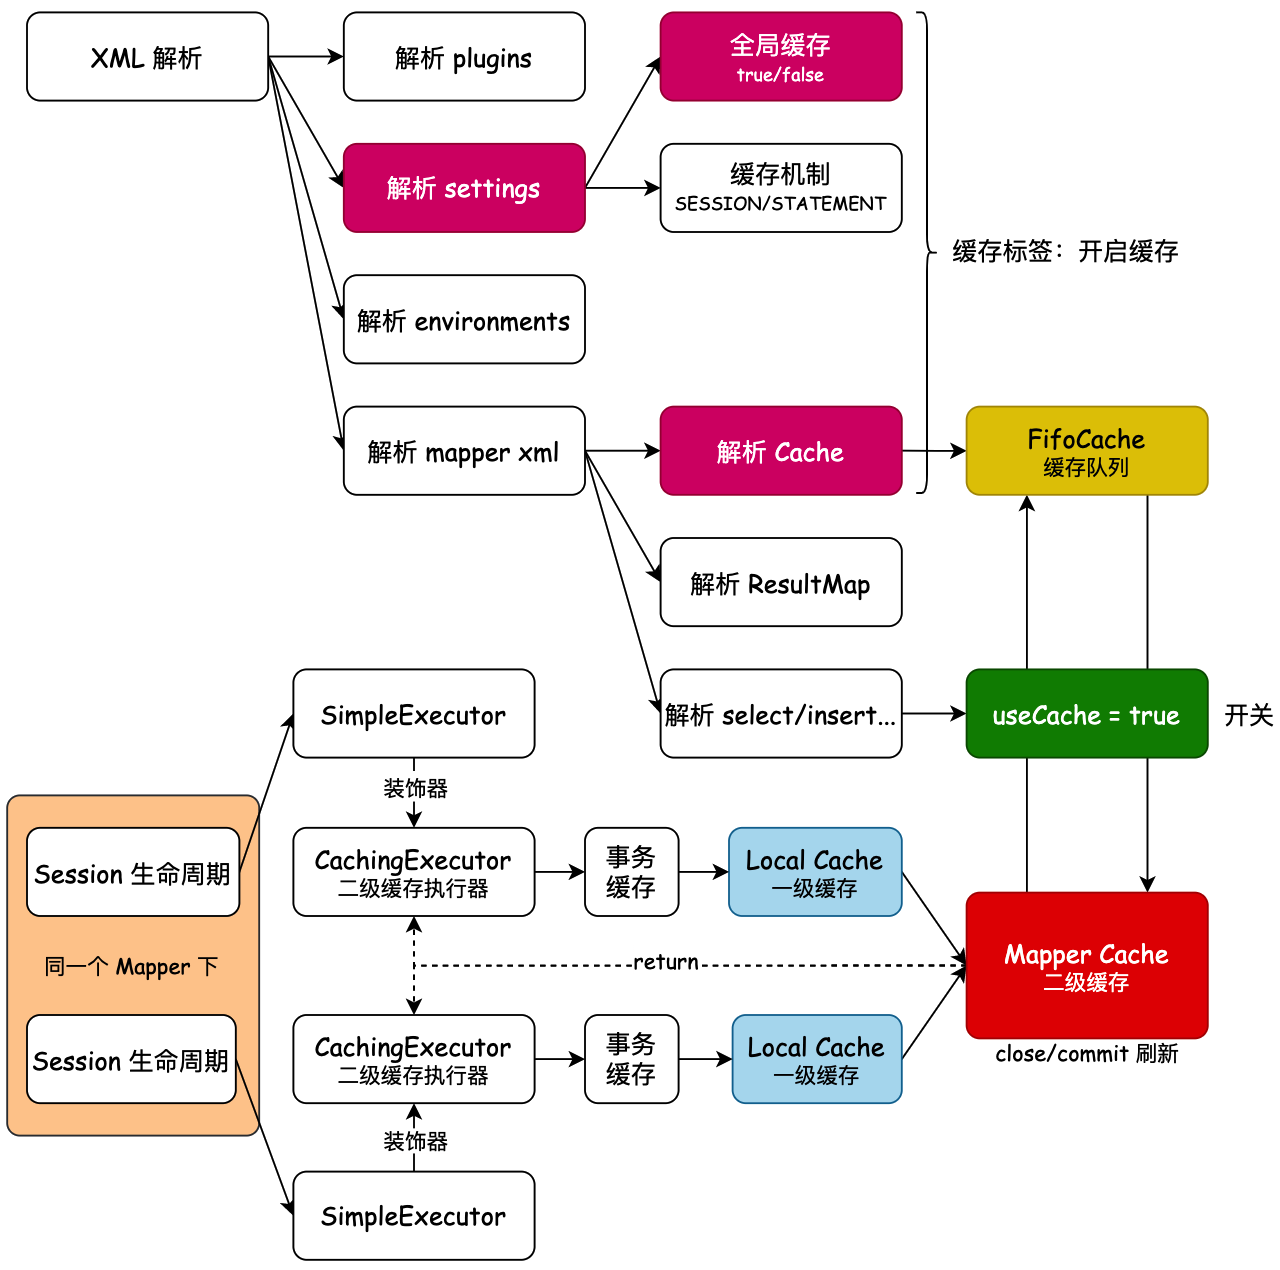 XML 解析
解析 plugins
全局缓存
true/false
解析 settings
缓存机制
SESSION/STATEMENT
缓存标签：开启缓存
解析 environments
解析 mapper xml
解析 Cache
FifoCache
缓存队列
解析 ResultMap
SimpleExecutor
解析 select/insert...
useCache = true
开关
装饰器
Session 生命周期
CachingExecutor
二级缓存执行器
事务
缓存
Local Cache
一级缓存
同一个 Mapper 下
return
Mapper Cache
二级缓存
Session 生命周期
CachingExecutor
二级缓存执行器
事务
缓存
Local Cache
一级缓存
close/commit 刷新
装饰器
SimpleExecutor